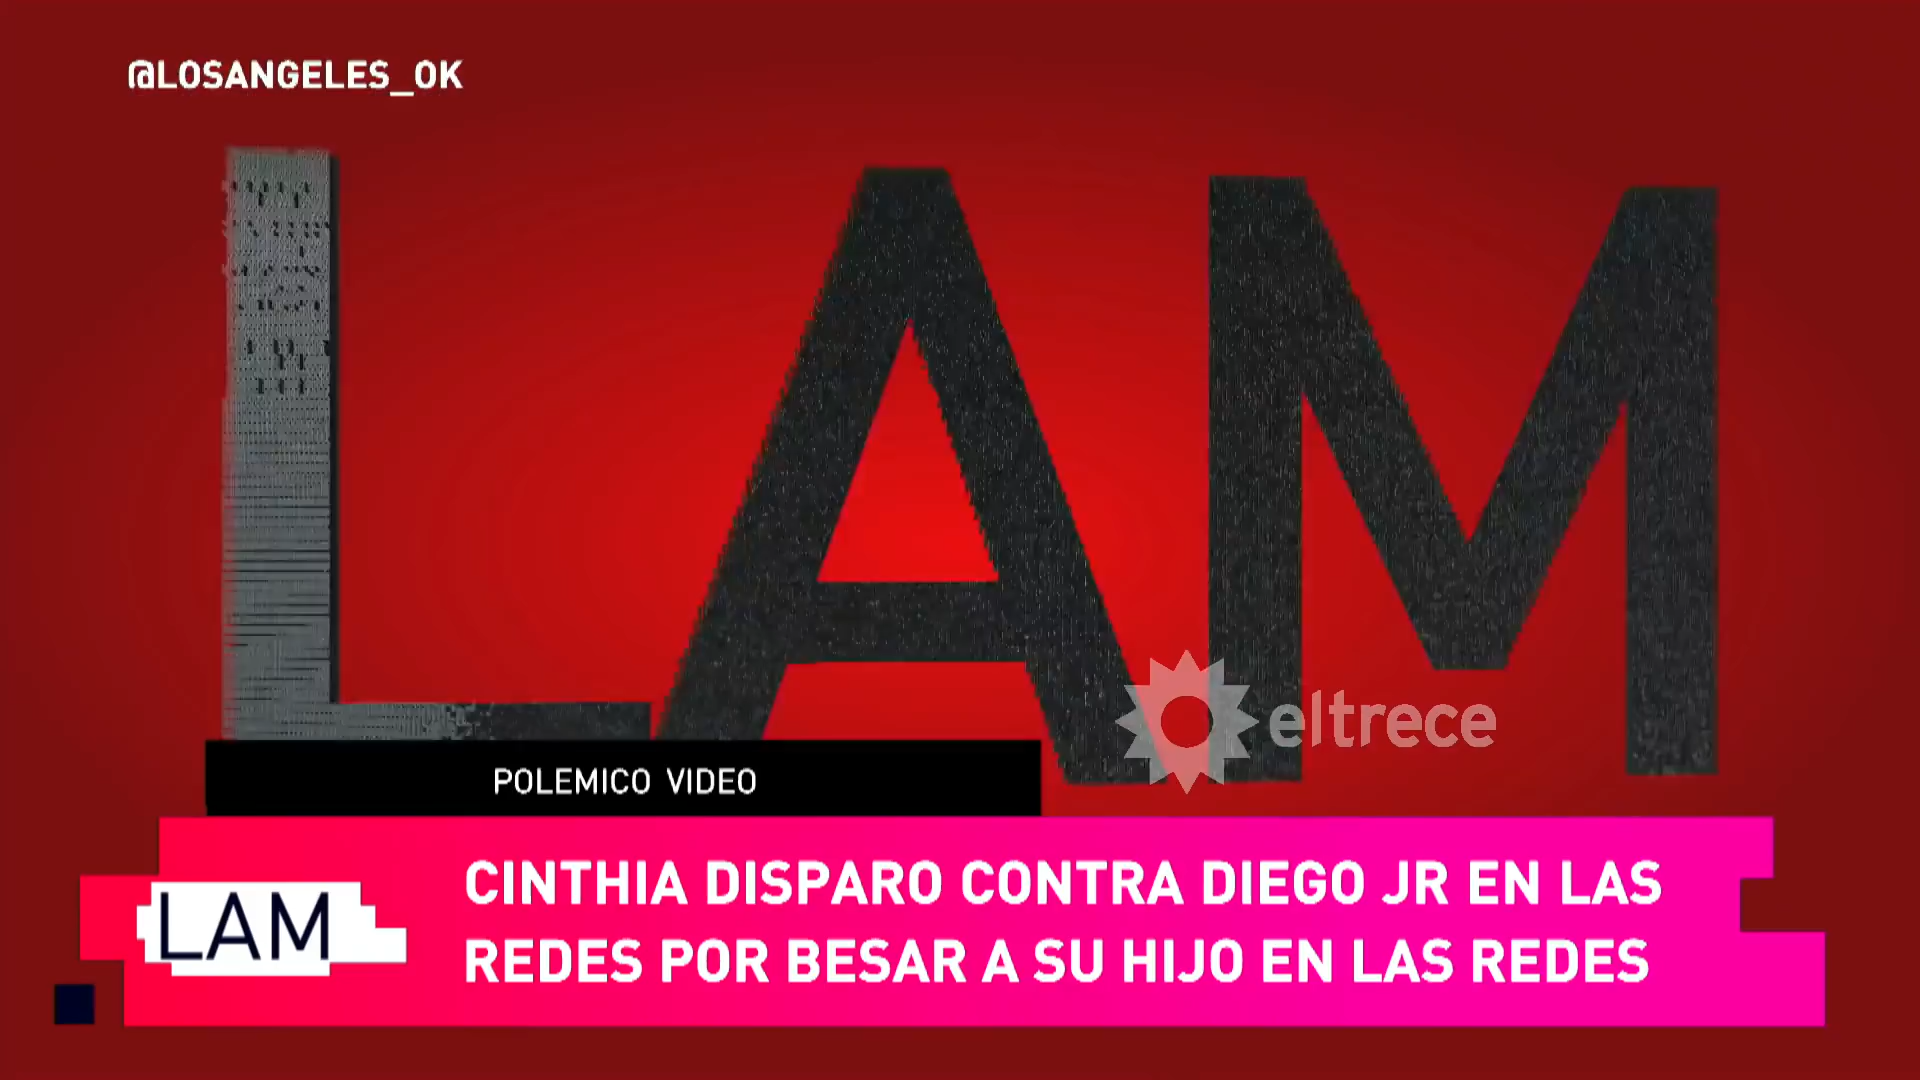 @LOSANGELES_OK
LAM
eltrece
POLEMICO VIDEO
LAM
CINTHIA DISPARO CONTRA DIEGO JR EN LAS
REDES POR BESAR A SU HIJO EN LAS REDES